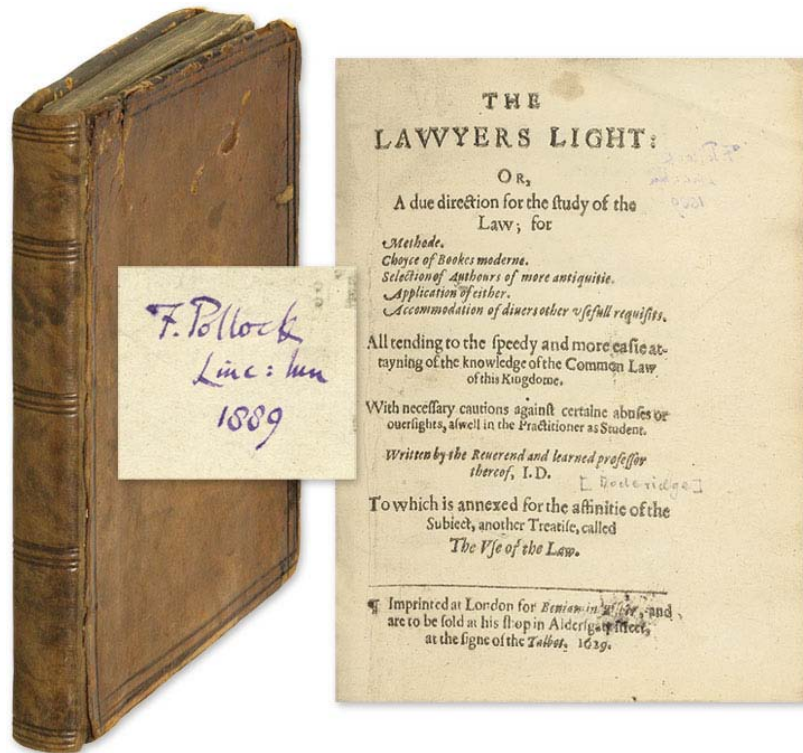 F. Pollock
Linc: Inn
1889
THE
LAWYERS LIGHT:
OR,
A due direction for the ſtudy of the
Law; for
Methode.
Choyce of Bookes moderne.
Selection of Authours of more antiquitie.
Application of either.
Accommodation of diuers other vſefull requiſits.
All tending to the ſpeedy and more eaſie at-
tayning of the knowledge of the Common Law
of this Kingdome.
With neceſſary cautions againſt certaine abuſes or
ouerſights, aſwell in the Practitioner as Student.
Written by the Reuerend and learned profeſſor
thereof, I.D.
[Doderidge]
To which is annexed for the affinitie of the
Subiect, another Treatiſe, called
The Vſe of the Law.
¶ Imprinted at London for Beniamin and
are to be ſold at his ſhop in Alderſgate ſtreet,
at the ſigne of the Talbot. 1629.